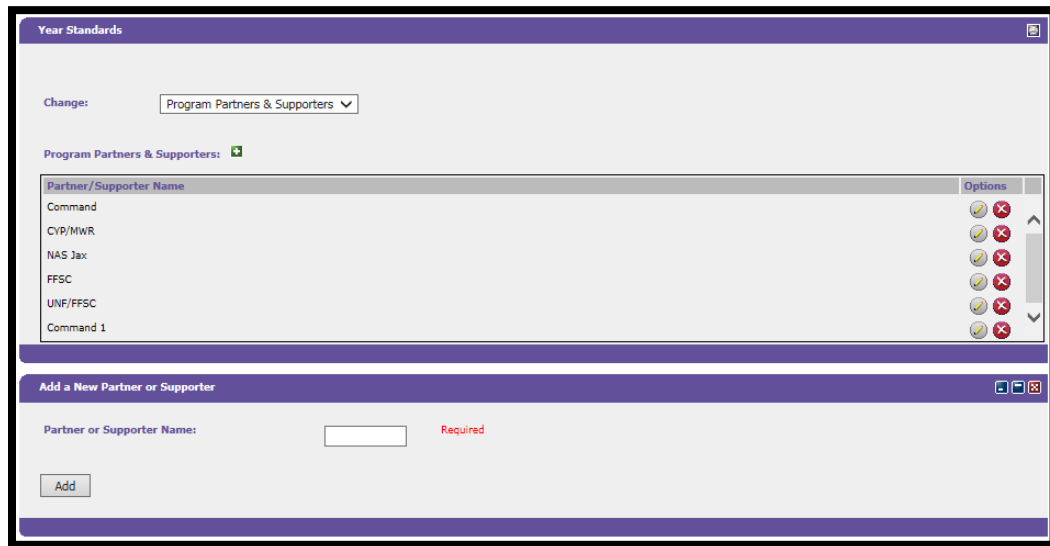 Year Standards
Change: Program Partners & Supporters
Program Partners & Supporters:
Partner/Supporter Name Options
Command
CYP/MWR
NAS Jax
FFSC
UNF/FFSC
Command 1
Add a New Partner or Supporter
Partner or Supporter Name: Required
Add